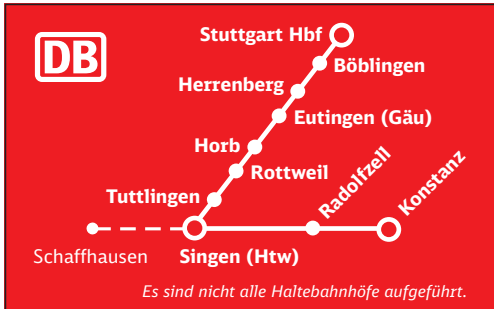 DB
Stuttgart Hbf
Böblingen
Herrenberg
Eutingen (Gäu)
Horb
Rottweil
Tuttlingen
Radolfzell
Konstanz
Schaffhausen
Singen (Htw)
Es sind nicht alle Haltebahnhöfe aufgeführt.